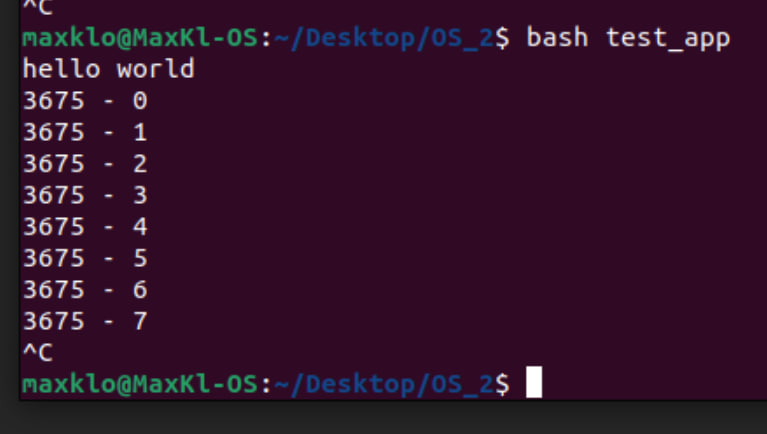 ^C
maxklo@MaxKl-OS:~/Desktop/OS_2$ bash test_app
hello world
3675 - 0
3675 - 1
3675 - 2
3675 - 3
3675 - 4
3675 - 5
3675 - 6
3675 - 7
^C
maxklo@MaxKl-OS:~/Desktop/OS_2$